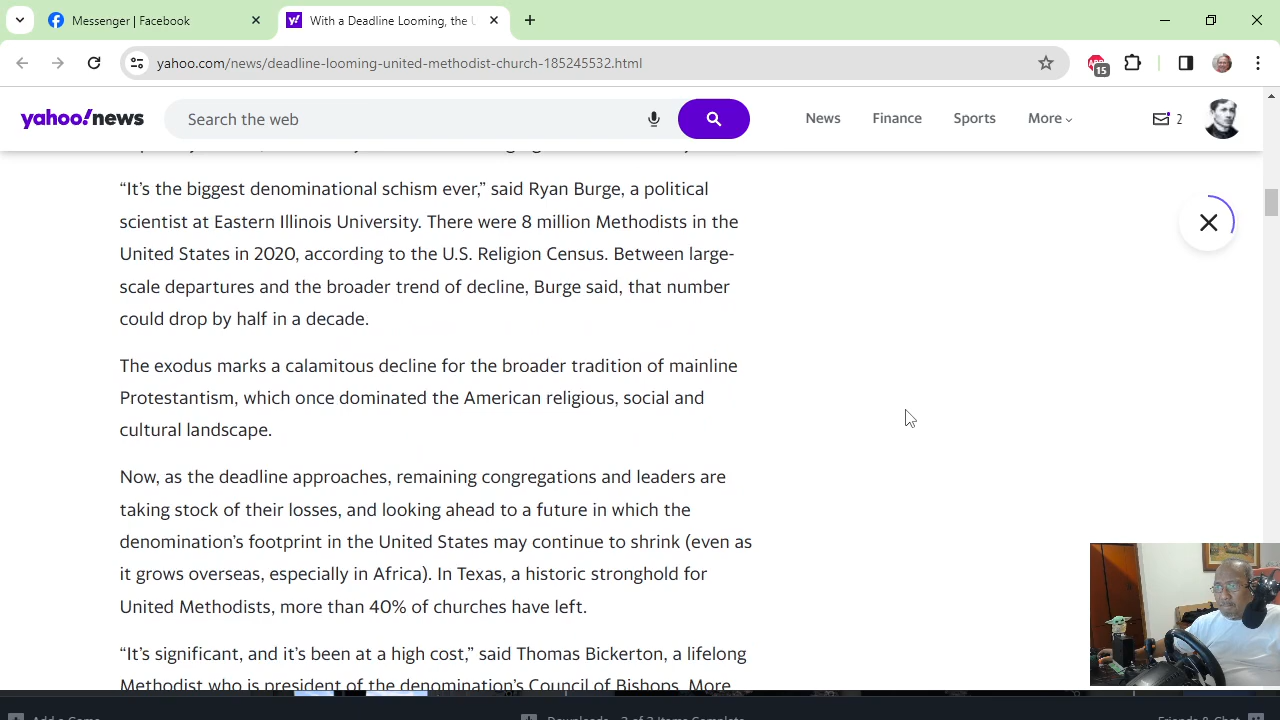 Messenger | Facebook
With a Deadline Looming, the U
yahoo.com/news/deadline-looming-united-methodist-church-185245532.html
15
yahoo!news
Search the web
News
Finance
Sports
More
2
“It’s the biggest denominational schism ever,” said Ryan Burge, a political
scientist at Eastern Illinois University. There were 8 million Methodists in the
United States in 2020, according to the U.S. Religion Census. Between large-
scale departures and the broader trend of decline, Burge said, that number
could drop by half in a decade.
The exodus marks a calamitous decline for the broader tradition of mainline
Protestantism, which once dominated the American religious, social and
cultural landscape.
Now, as the deadline approaches, remaining congregations and leaders are
taking stock of their losses, and looking ahead to a future in which the
denomination’s footprint in the United States may continue to shrink (even as
it grows overseas, especially in Africa). In Texas, a historic stronghold for
United Methodists, more than 40% of churches have left.
“It’s significant, and it’s been at a high cost,” said Thomas Bickerton, a lifelong
Methodist who is president of the denomination’s Council of Bishops. More